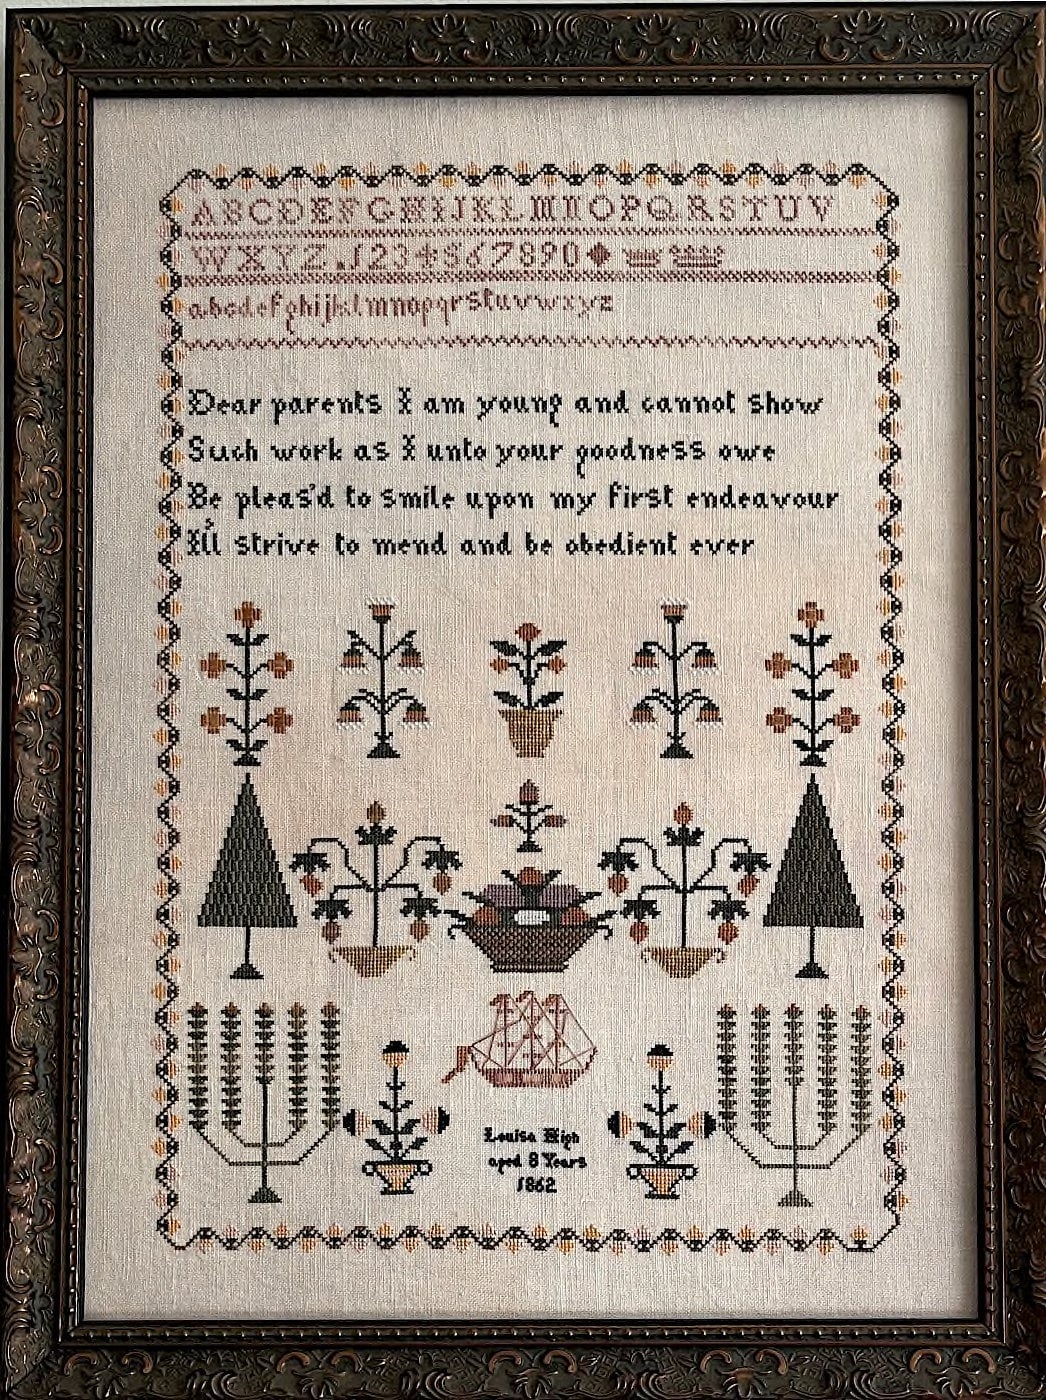 ABCDEFGHIJKLMNOPQRSTUV
WXYZ.1234567890
abcdefghijklmnopqrstuvwxyz
Dear parents I am young and cannot show
Such work as I unto your goodness owe
Be pleas'd to smile upon my first endeavour
I'll strive to mend and be obedient ever
Louisa High
aged 8 Years
1862